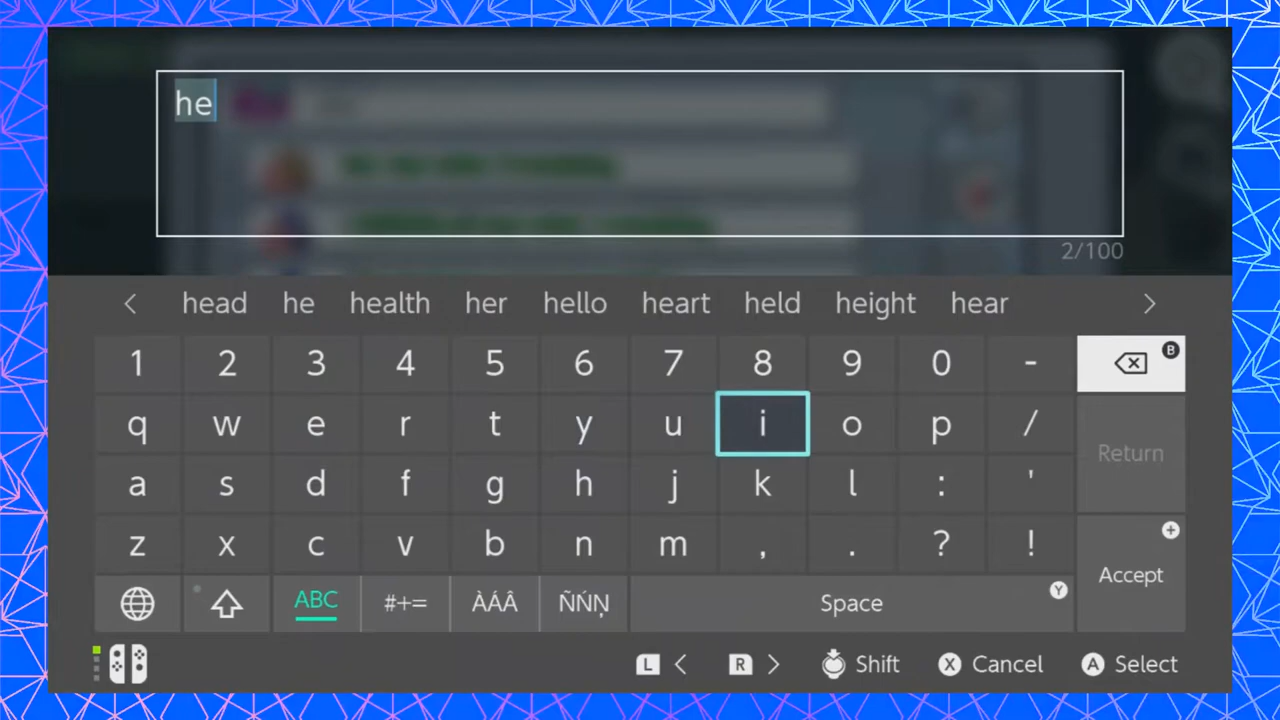 he
2/100
< head he health her hello heart held height hear >
1 2 3 4 5 6 7 8 9 0 - B
q w e r t y u i o p /
Return
a s d f g h j k l : '
z x c v b n m , . ? ! +
Accept
ABC #+= ÀÁÂ ÑŃŅ Space Y
L < R > Shift X Cancel A Select